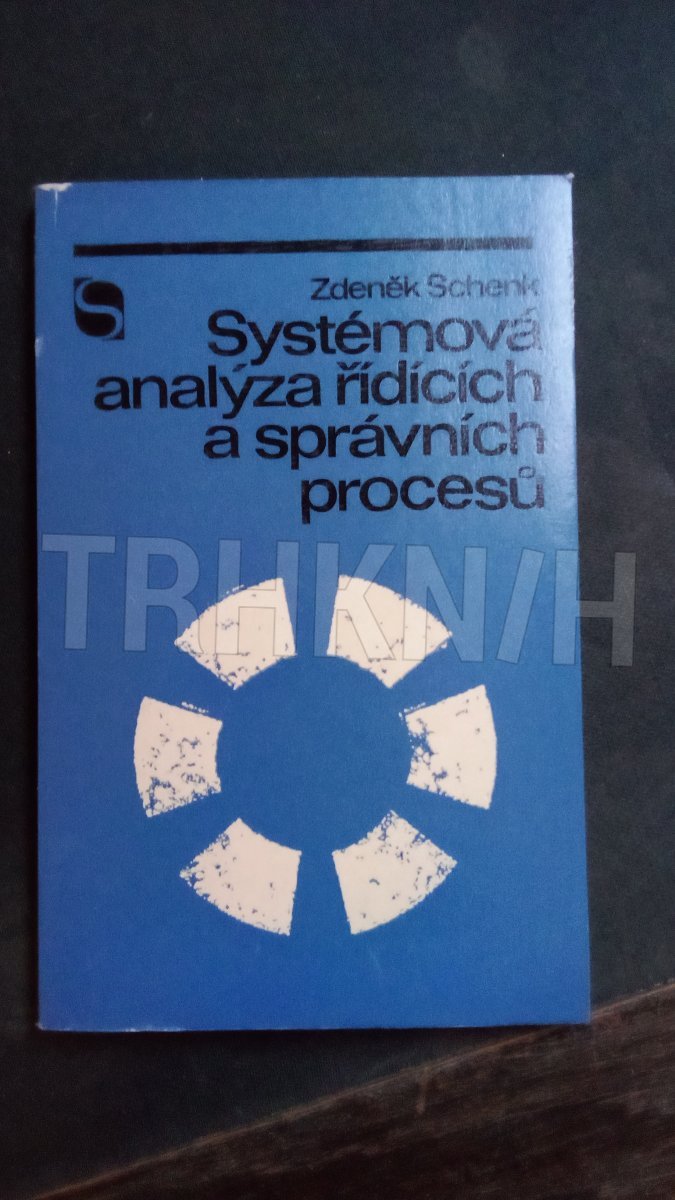 Zdeněk Schenk
S
Systémová
analýza řídících
a správních
procesů
TRHKNIH